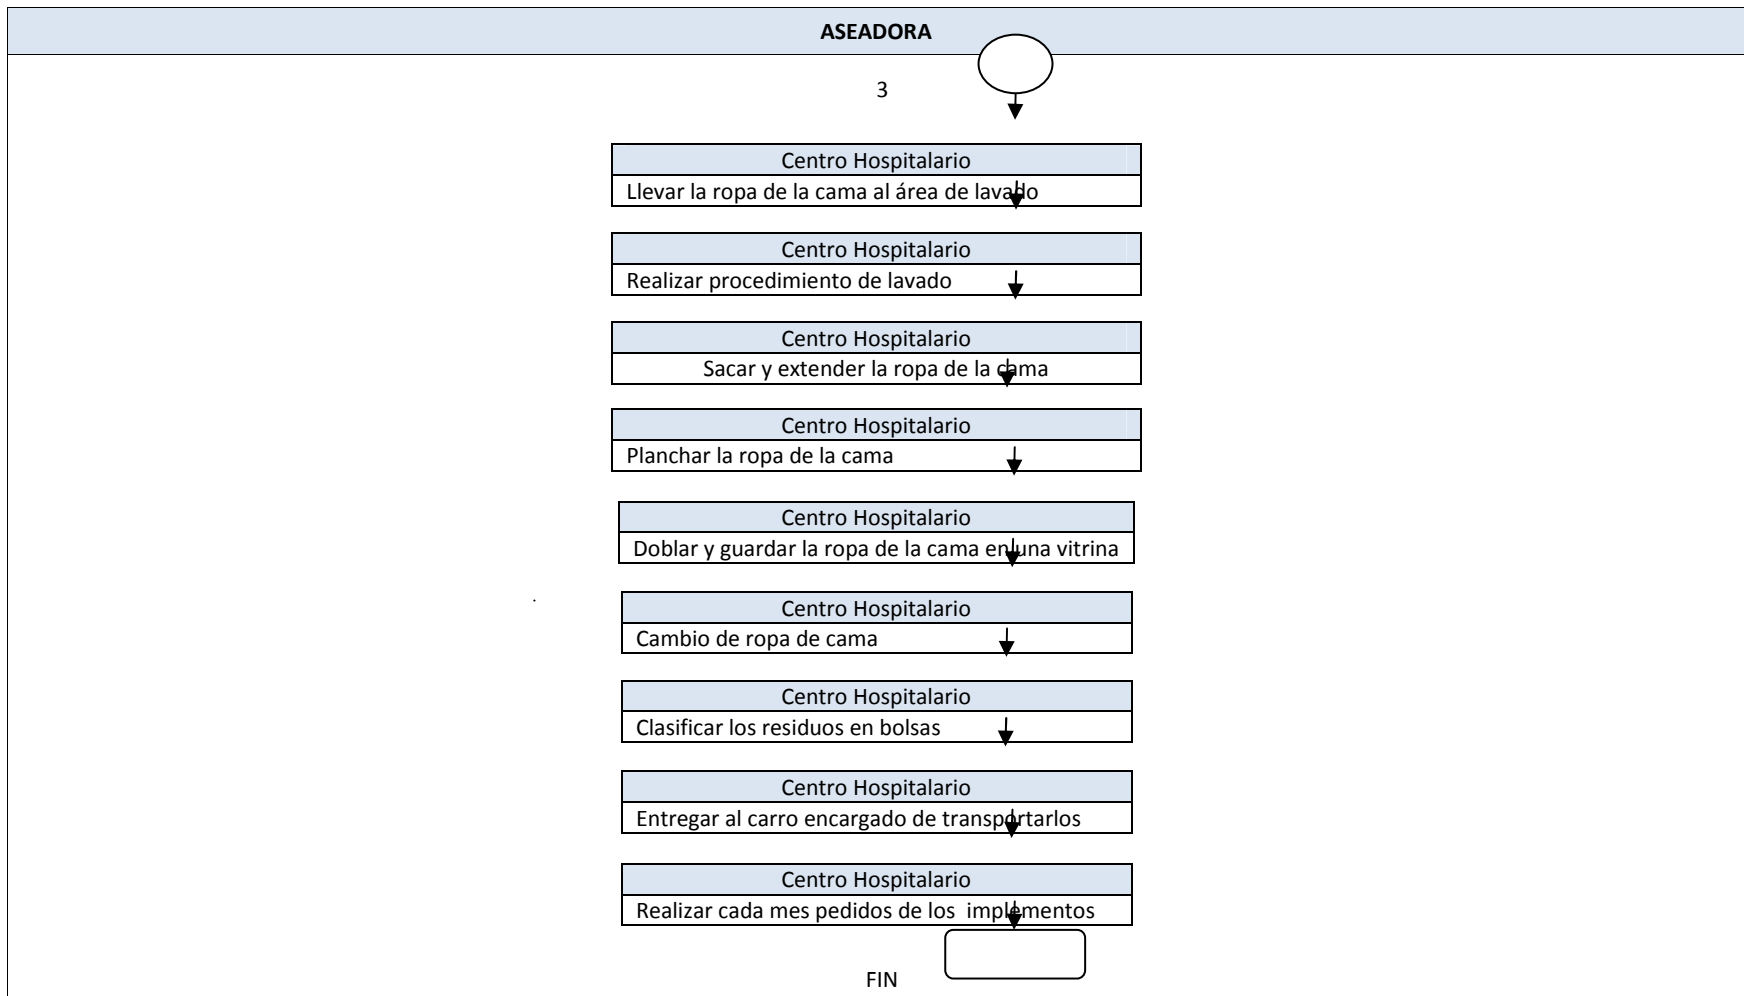 ASEADORA
3
Centro Hospitalario
Llevar la ropa de la cama al área de lavado
Centro Hospitalario
Realizar procedimiento de lavado
Centro Hospitalario
Sacar y extender la ropa de la cama
Centro Hospitalario
Planchar la ropa de la cama
Centro Hospitalario
Doblar y guardar la ropa de la cama en una vitrina
Centro Hospitalario
Cambio de ropa de cama
Centro Hospitalario
Clasificar los residuos en bolsas
Centro Hospitalario
Entregar al carro encargado de transportarlos
Centro Hospitalario
Realizar cada mes pedidos de los  implementos
FIN